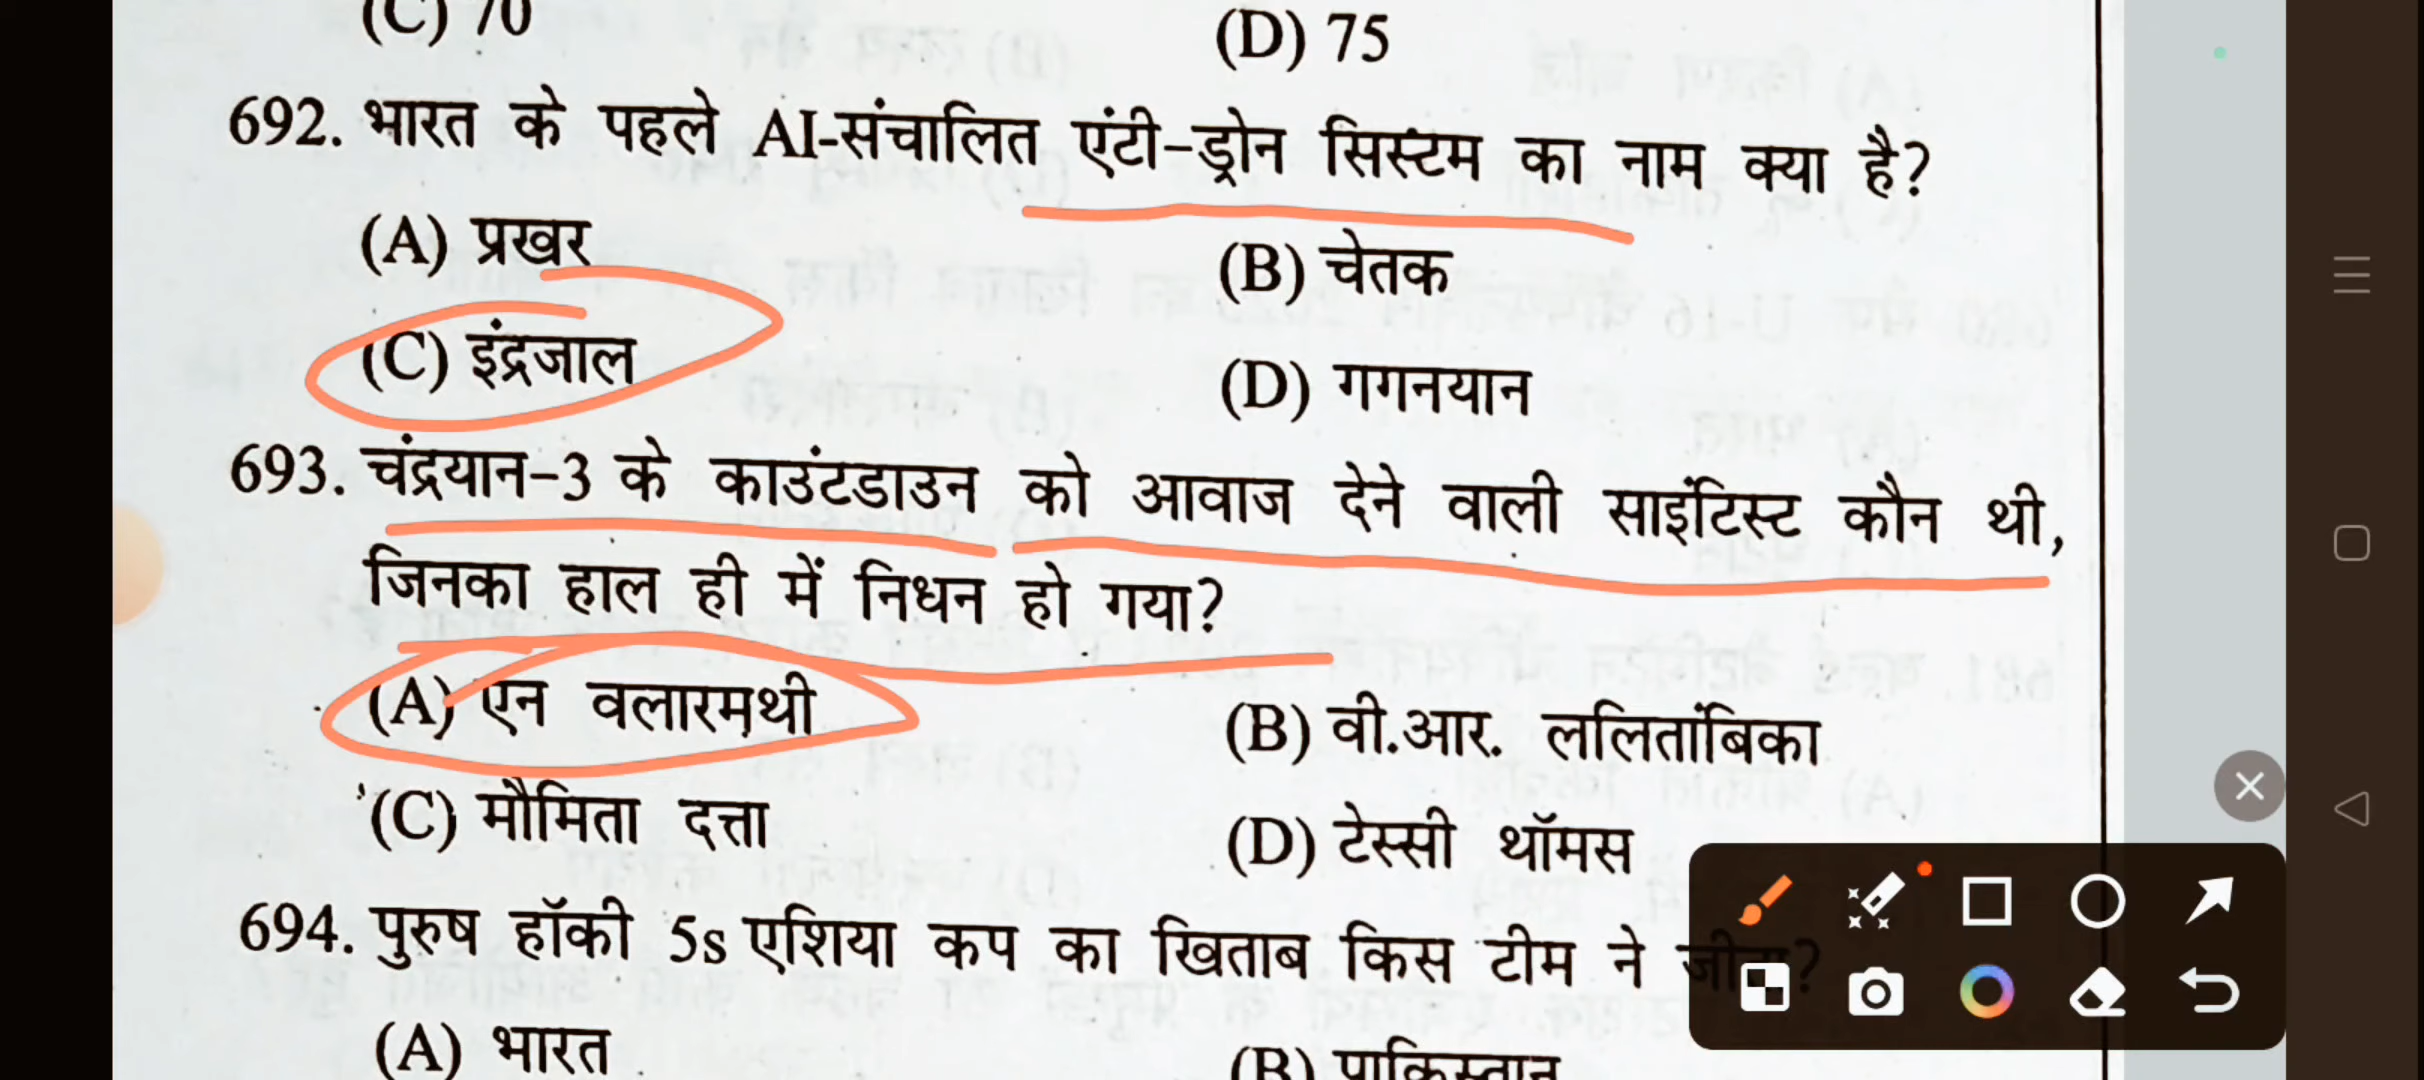 (C) 70 (D) 75
692. भारत के पहले AI-संचालित एंटी-ड्रोन सिस्टम का नाम क्या है?
(A) प्रखर (B) चेतक
(C) इंद्रजाल (D) गगनयान
693. चंद्रयान-3 के काउंटडाउन को आवाज देने वाली साइंटिस्ट कौन थी,
जिनका हाल ही में निधन हो गया?
(A) एन वलारमथी (B) वी.आर. ललितांबिका
(C) मौमिता दत्ता (D) टेस्सी थॉमस
694. पुरुष हॉकी 5s एशिया कप का खिताब किस टीम ने जीता?
(A) भारत (B) पाकिस्तान